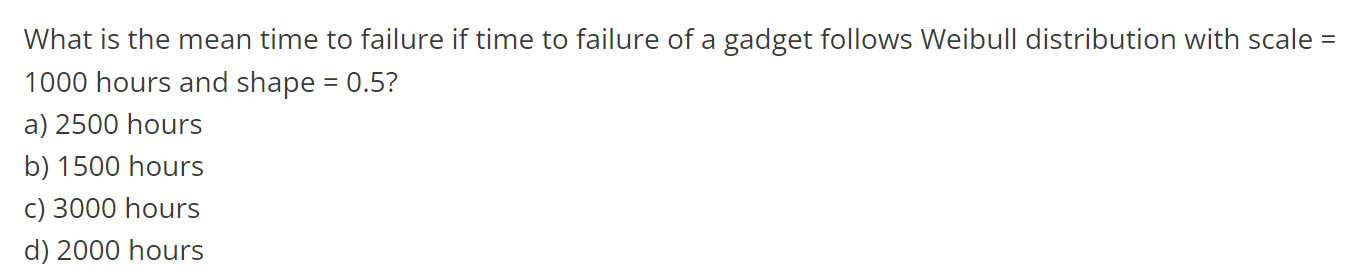 What is the mean time to failure if time to failure of a gadget follows Weibull distribution with scale =
1000 hours and shape = 0.5?
a) 2500 hours
b) 1500 hours
c) 3000 hours
d) 2000 hours